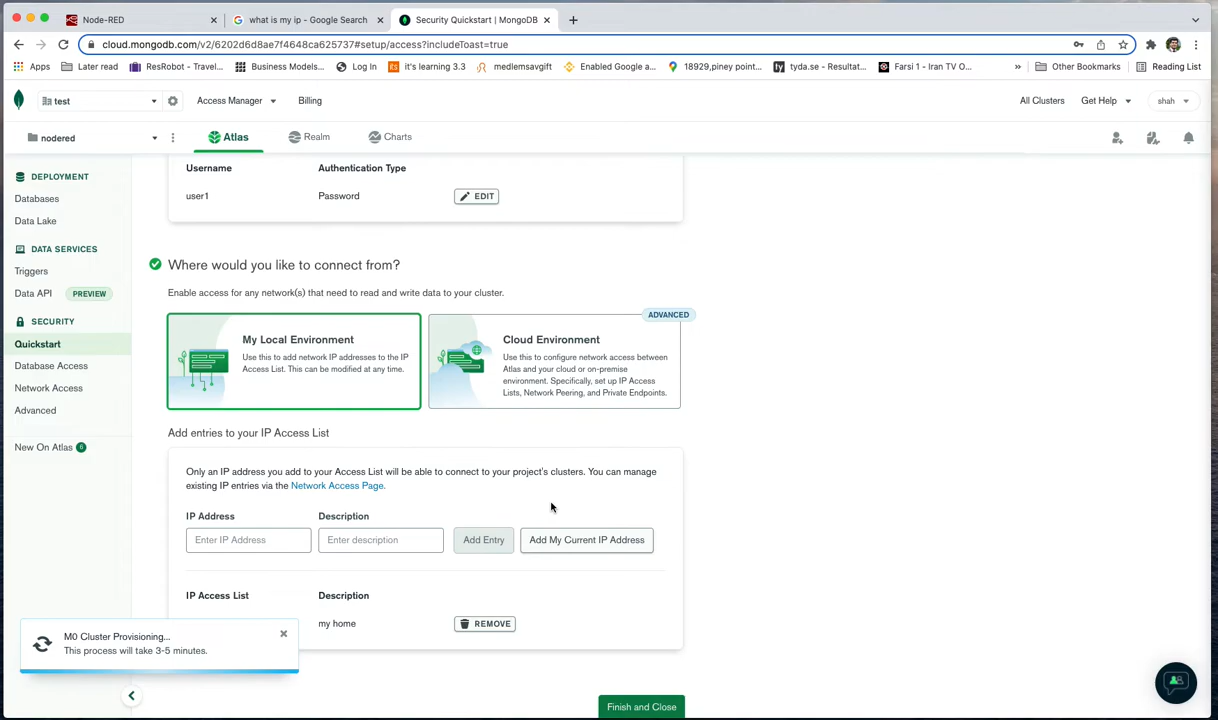 Node-RED
what is my ip - Google Search
Security Quickstart | MongoDB
cloud.mongodb.com/v2/6202d6d8ae7f4648ca625737#setup/access?includeToast=true
Apps
Later read
ResRobot - Travel...
Business Models...
Log In
it's learning 3.3
medlemsavgift
Enabled Google a...
18929,piney point...
tyda.se - Resultat...
Farsi 1 - Iran TV O...
»
Other Bookmarks
Reading List
test
Access Manager
Billing
All Clusters
Get Help
shah
nodered
Atlas
Realm
Charts
DEPLOYMENT
Databases
Data Lake
DATA SERVICES
Triggers
Data API PREVIEW
SECURITY
Quickstart
Database Access
Network Access
Advanced
New On Atlas 6
Username
Authentication Type
user1
Password
EDIT
Where would you like to connect from?
Enable access for any network(s) that need to read and write data to your cluster.
My Local Environment
Use this to add network IP addresses to the IP
Access List. This can be modified at any time.
ADVANCED
Cloud Environment
Use this to configure network access between
Atlas and your cloud or on-premise
environment. Specifically, set up IP Access
Lists, Network Peering, and Private Endpoints.
Add entries to your IP Access List
Only an IP address you add to your Access List will be able to connect to your project's clusters. You can manage
existing IP entries via the Network Access Page.
IP Address
Description
Enter IP Address
Enter description
Add Entry
Add My Current IP Address
IP Access List
Description
my home
REMOVE
M0 Cluster Provisioning...
This process will take 3-5 minutes.
Finish and Close